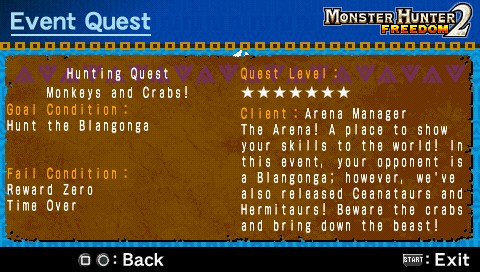 Event Quest
MONSTER HUNTER
FREEDOM 2
Hunting Quest
Monkeys and Crabs!
Goal Condition:
Hunt the Blangonga
Fail Condition:
Reward Zero
Time Over
Quest Level:
★★★★★★★
Client: Arena Manager
The Arena! A place to show
your skills to the world! In
this event, your opponent is
a Blangonga; however, we've
also released Ceanataurs and
Hermitaurs! Beware the crabs
and bring down the beast!
□○: Back
START: Exit